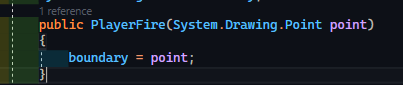 1 reference
public PlayerFire(System.Drawing.Point point)
{
boundary = point;
}